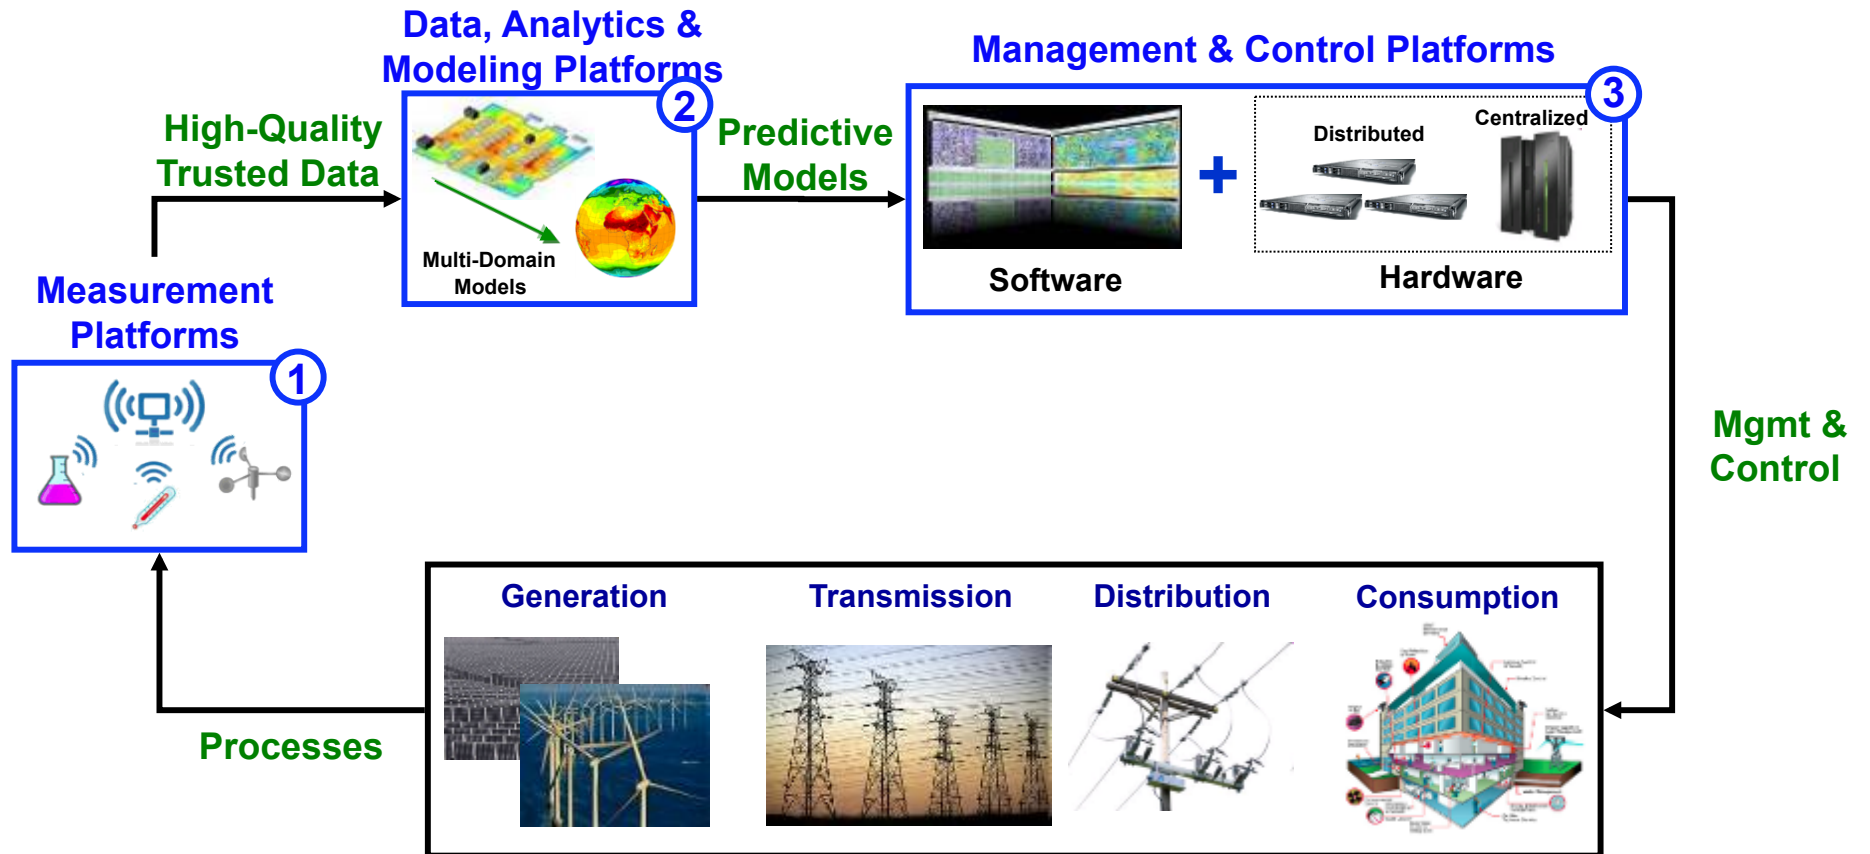 Data, Analytics &
Modeling Platforms
2
Management & Control Platforms
3
High-Quality
Trusted Data
Predictive
Models
Multi-Domain
Models
Distributed
Centralized
+
Software
Hardware
Measurement
Platforms
1
Mgmt &
Control
Generation
Transmission
Distribution
Consumption
Processes